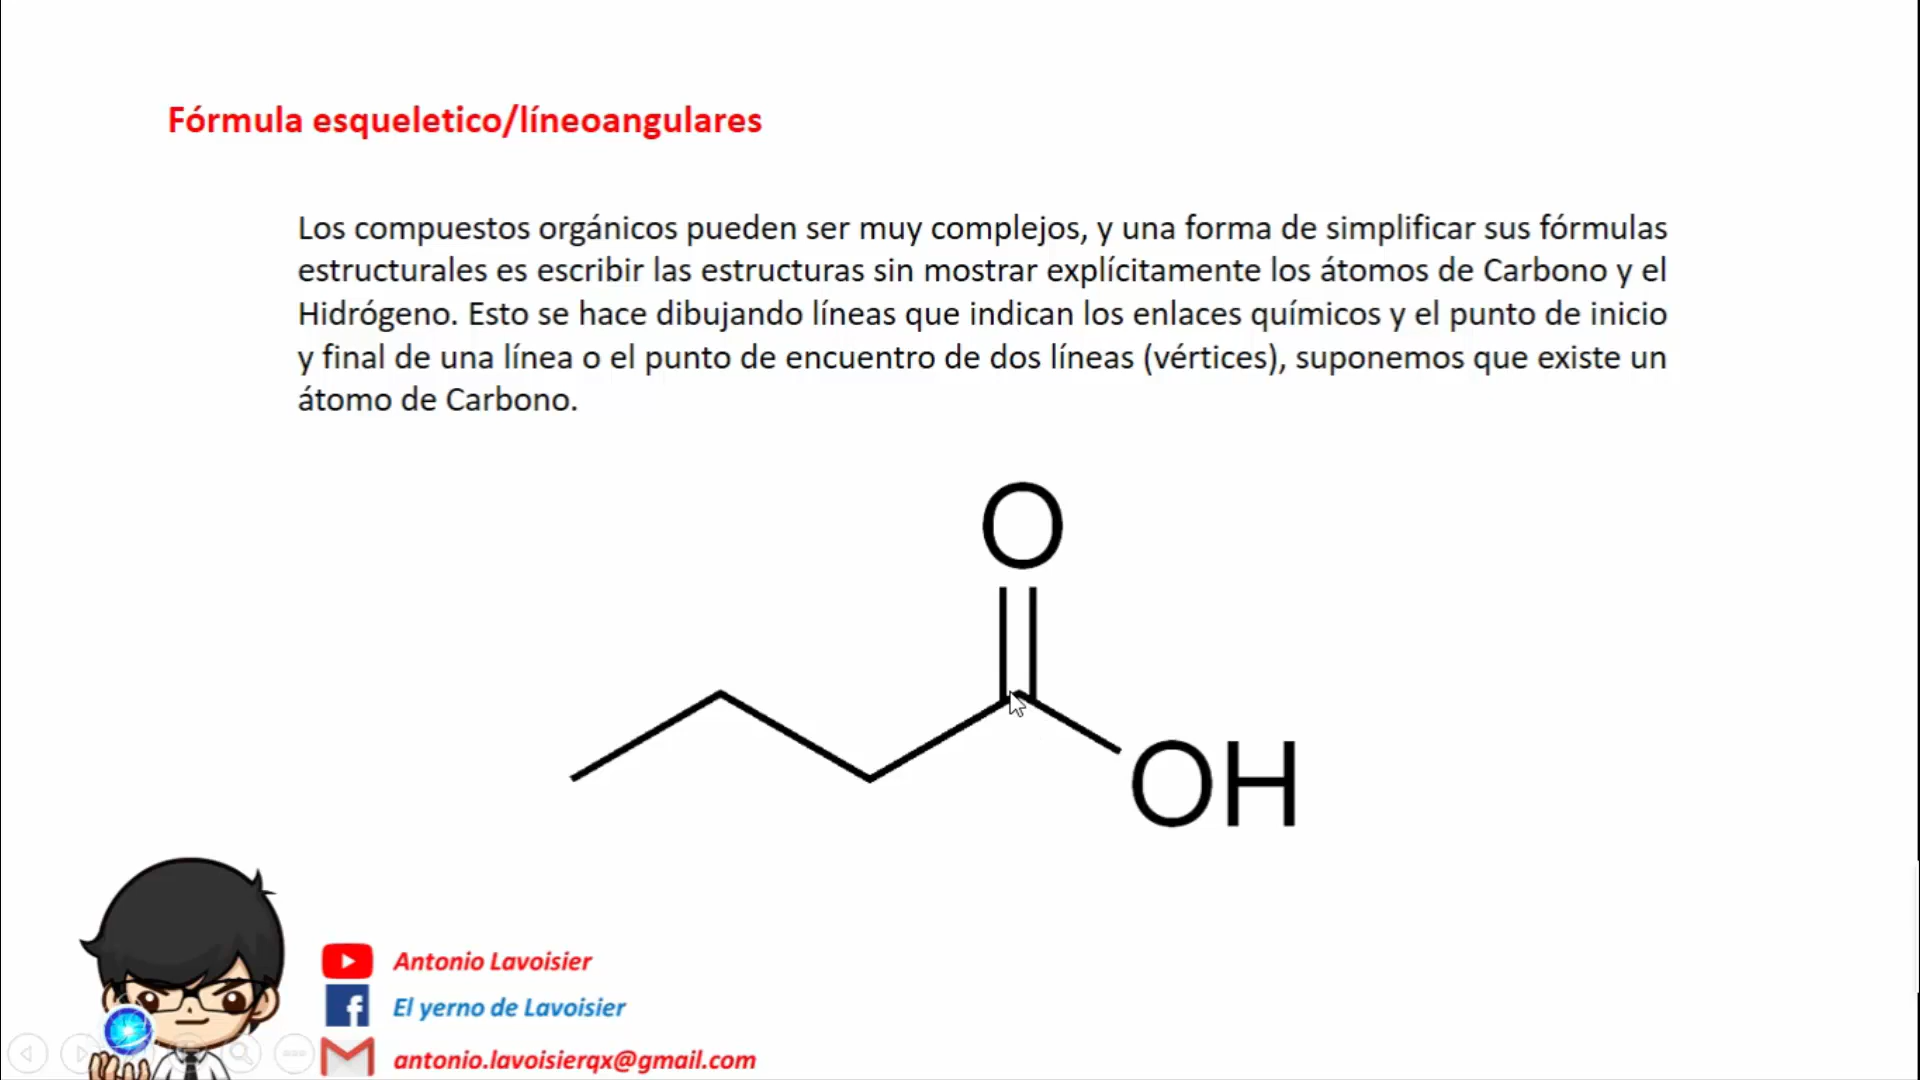 Fórmula esqueletico/líneoangulares
Los compuestos orgánicos pueden ser muy complejos, y una forma de simplificar sus fórmulas
estructurales es escribir las estructuras sin mostrar explícitamente los átomos de Carbono y el
Hidrógeno. Esto se hace dibujando líneas que indican los enlaces químicos y el punto de inicio
y final de una línea o el punto de encuentro de dos líneas (vértices), suponemos que existe un
átomo de Carbono.
O
OH
Antonio Lavoisier
El yerno de Lavoisier
antonio.lavoisierqx@gmail.com